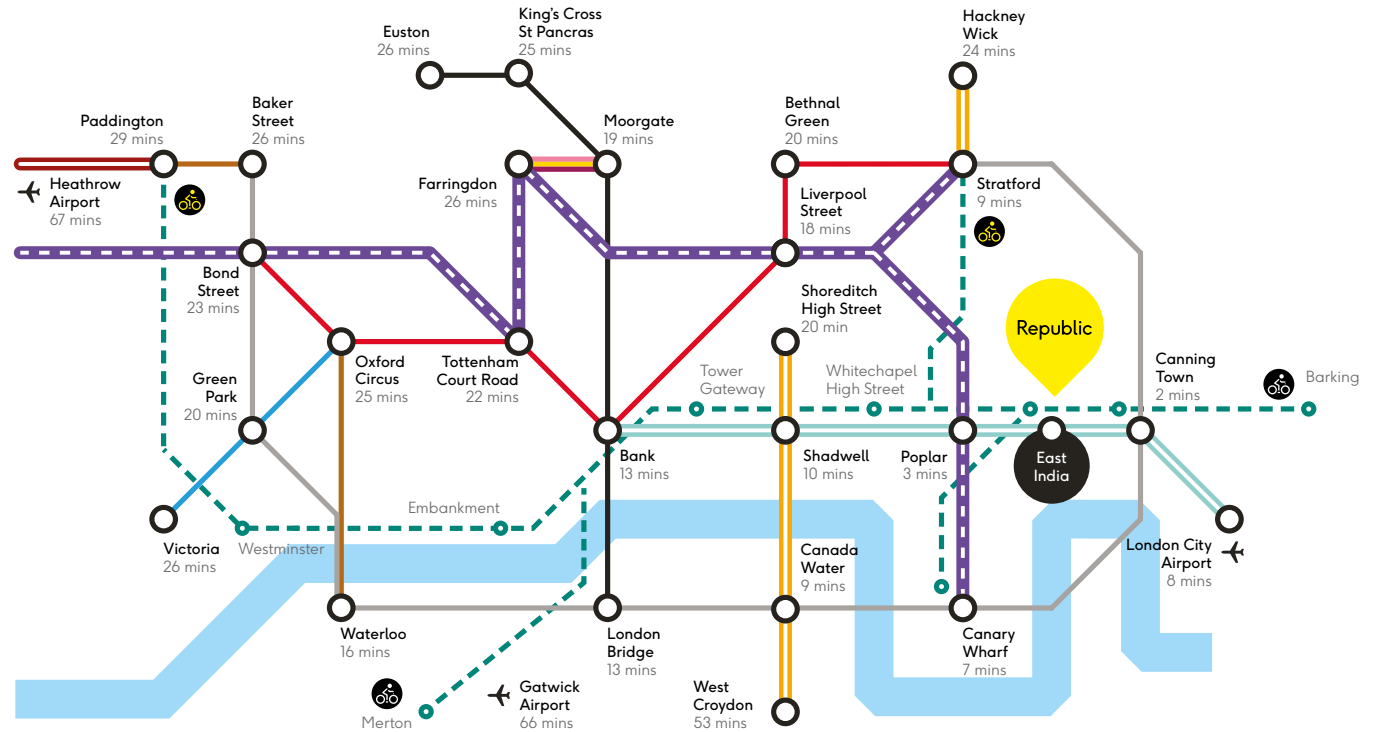 King's Cross
St Pancras
25 mins
Euston
26 mins
Hackney
Wick
24 mins
Paddington
29 mins
Baker
Street
26 mins
Moorgate
19 mins
Bethnal
Green
20 mins
Heathrow
Airport
67 mins
Farringdon
26 mins
Liverpool
Street
18 mins
Stratford
9 mins
Bond
Street
23 mins
Shoreditch
High Street
20 min
Republic
Oxford
Circus
25 mins
Tottenham
Court Road
22 mins
Green
Park
20 mins
Tower
Gateway
Whitechapel
High Street
Canning
Town
2 mins
Barking
Bank
13 mins
Shadwell
10 mins
Poplar
3 mins
East
India
Embankment
Victoria
26 mins
Westminster
Canada
Water
9 mins
London City
Airport
8 mins
Waterloo
16 mins
London
Bridge
13 mins
Canary
Wharf
7 mins
Merton
Gatwick
Airport
66 mins
West
Croydon
53 mins